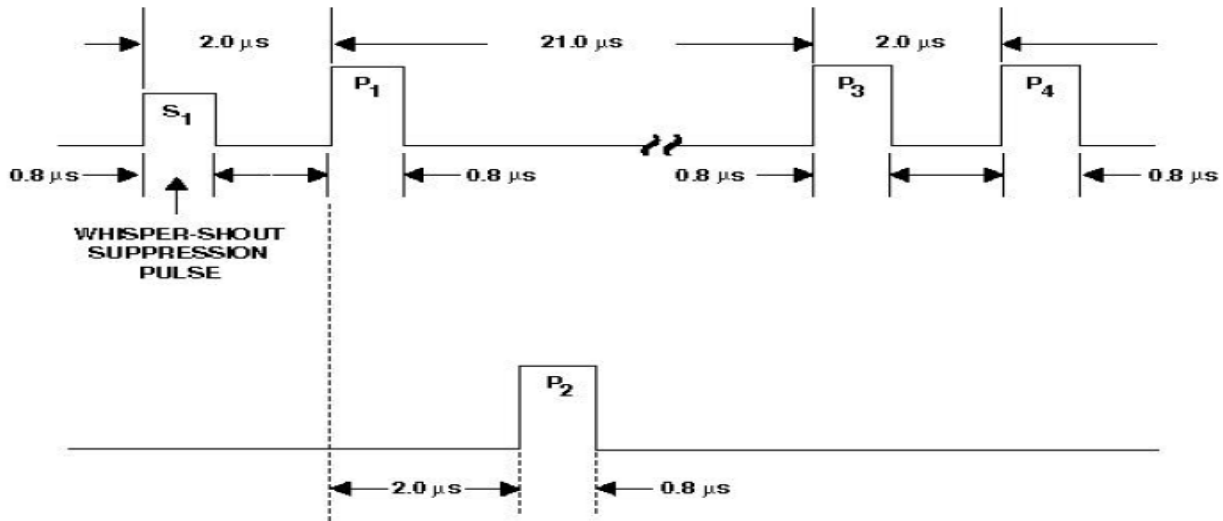 2.0 µs 21.0 µs 2.0 µs
S1 P1 P3 P4
0.8 µs 0.8 µs 0.8 µs 0.8 µs
WHISPER-SHOUT
SUPPRESSION
PULSE
P2
2.0 µs 0.8 µs